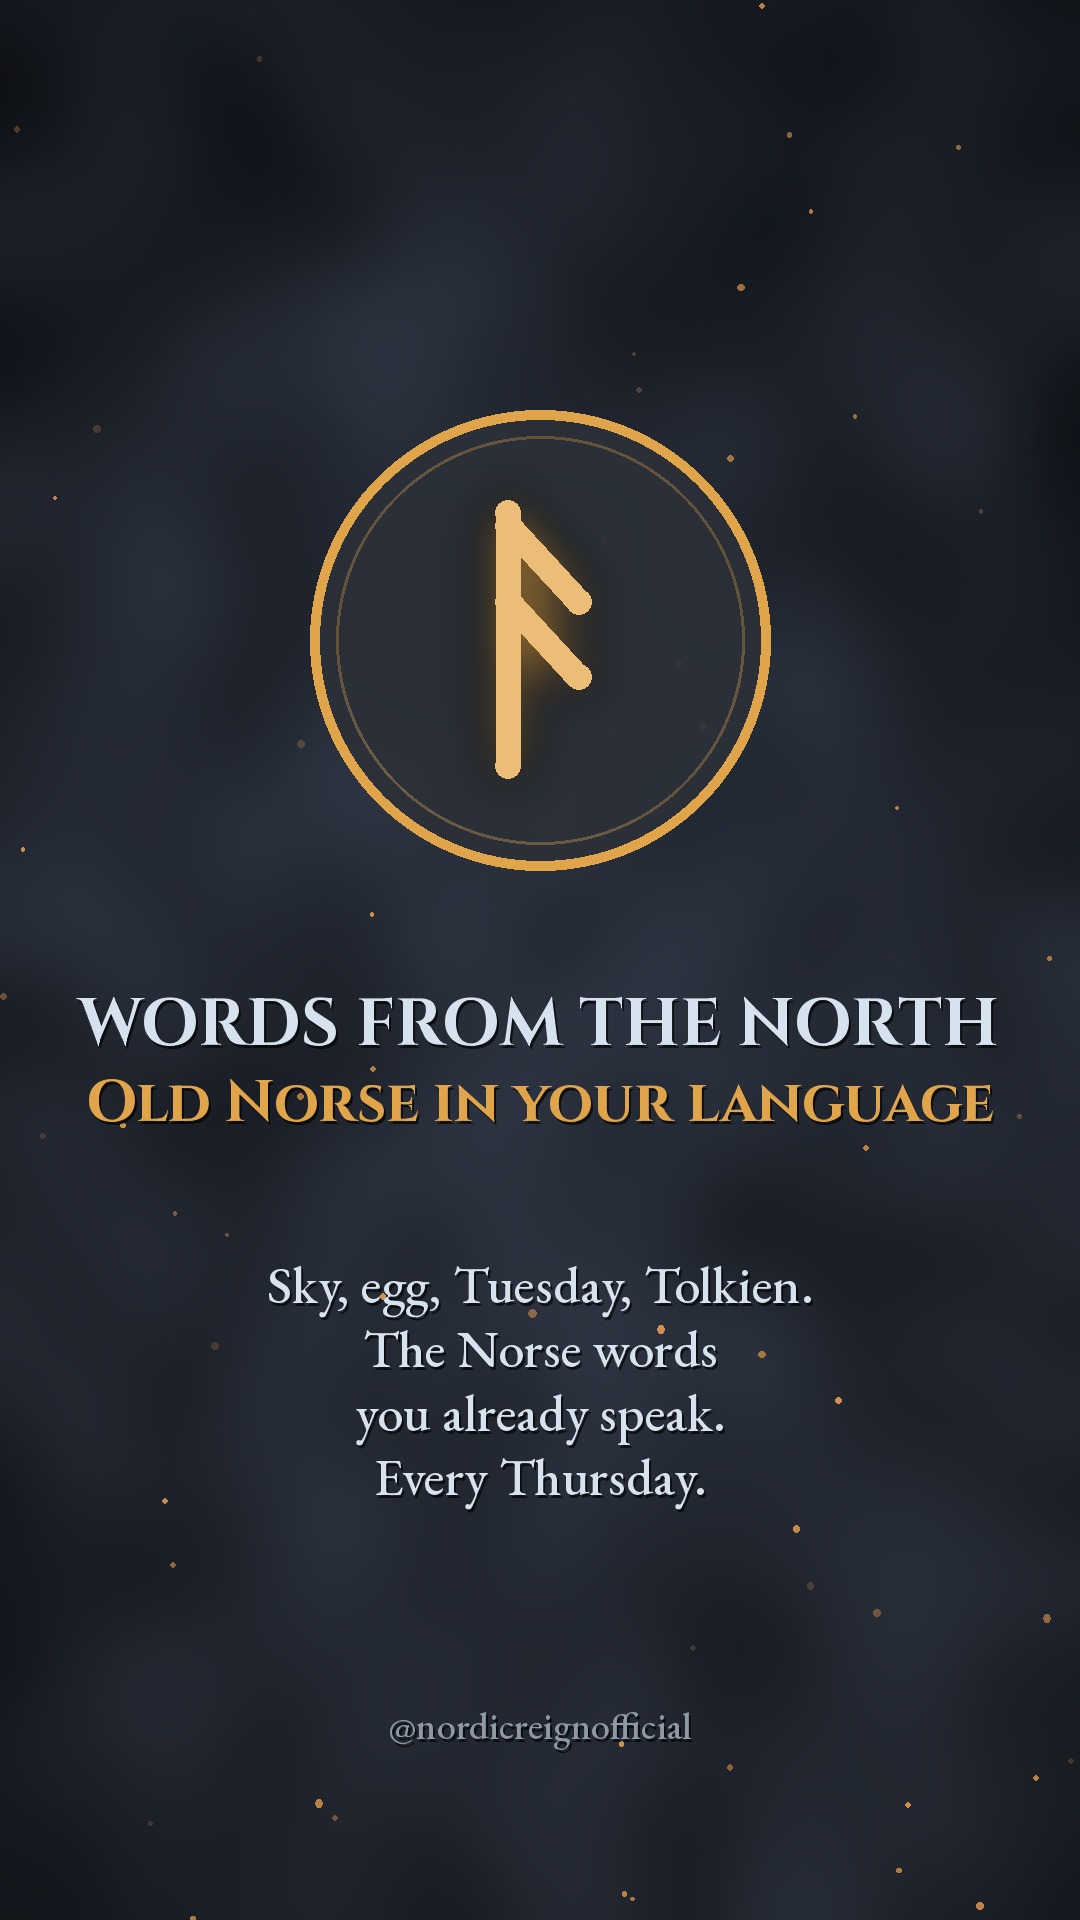 ᚨ
WORDS FROM THE NORTH
OLD NORSE IN YOUR LANGUAGE
Sky, egg, Tuesday, Tolkien.
The Norse words
you already speak.
Every Thursday.
@nordicreignofficial